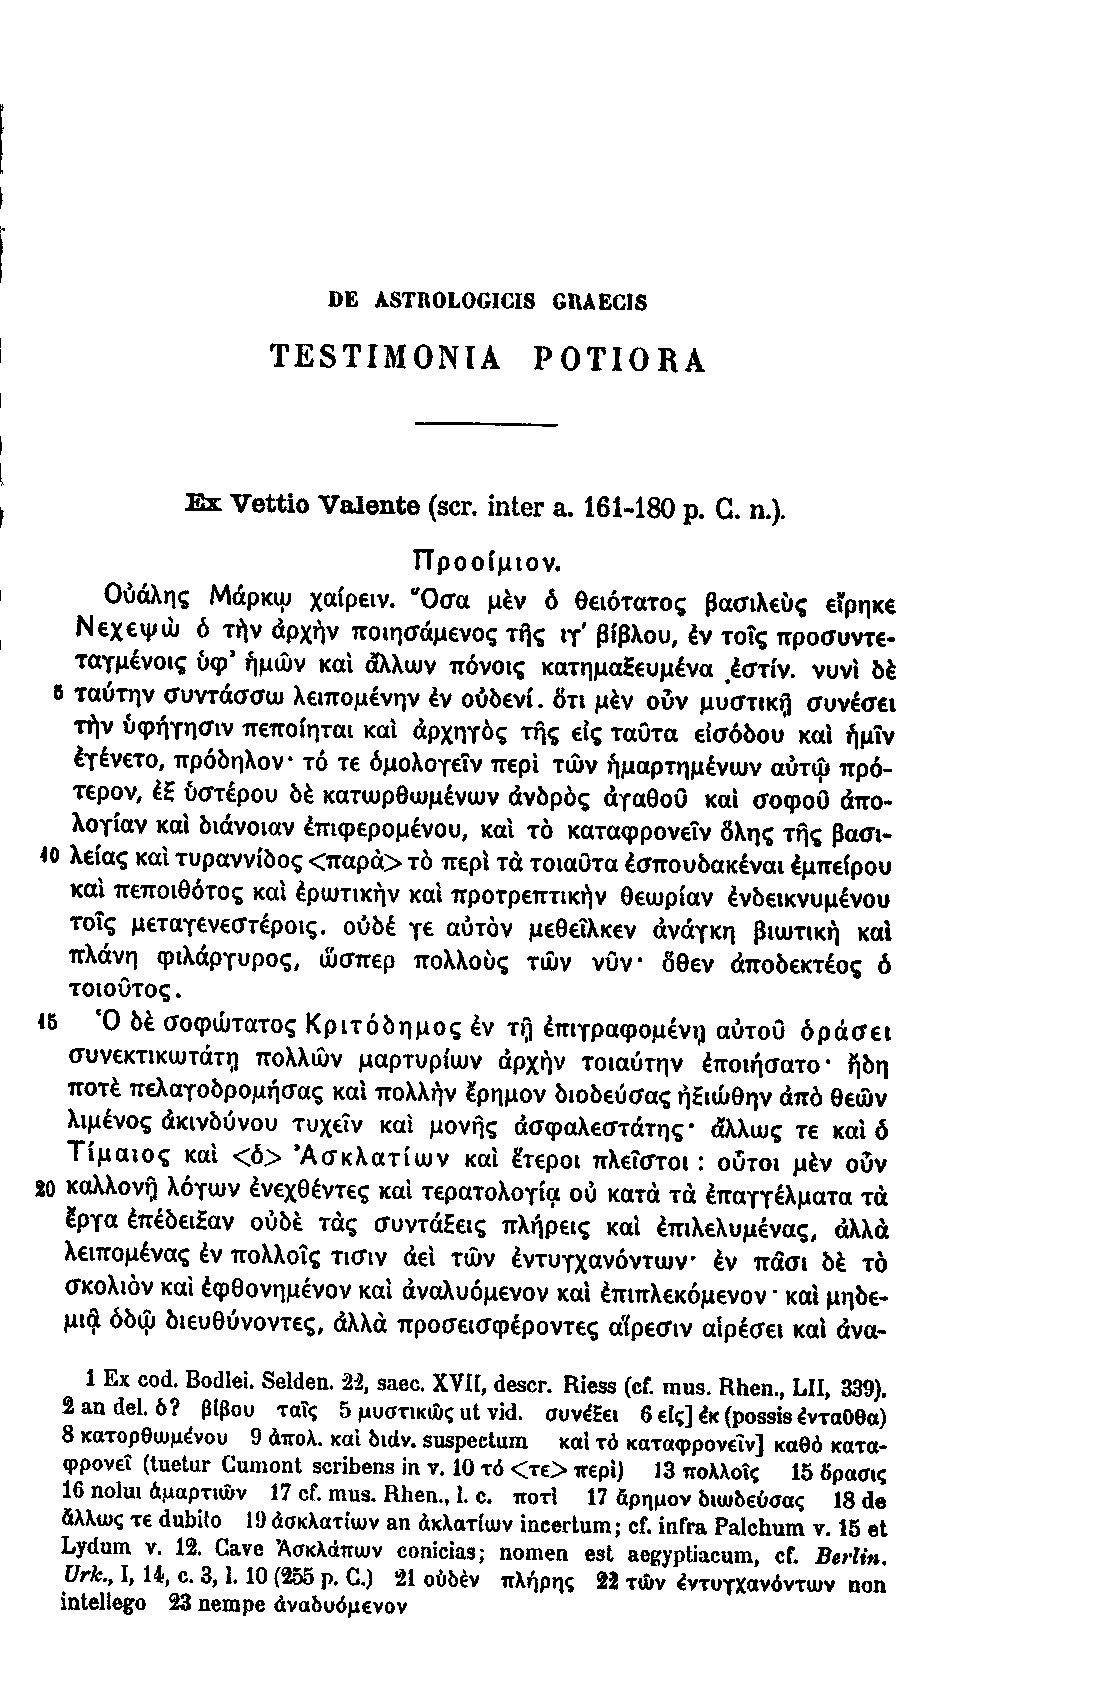 DE ASTROLOGICIS GRAECIS
TESTIMONIA POTIORA
Ex Vettio Valente (scr. inter a. 161-180 p. C. n.).
Προοίμιον.
Οὐάλης Μάρκῳ χαίρειν. Ὅσα μὲν ὁ θειότατος βασιλεὺς εἴρηκε
Νεχεψὼ ὁ τὴν ἀρχὴν ποιησάμενος τῆς ιγʹ βίβλου, ἐν τοῖς προσυντε-
ταγμένοις ὑφ' ἡμῶν καὶ ἄλλων πόνοις κατημαξευμένα ἐστίν. νυνὶ δὲ
5 ταύτην συντάσσω λειπομένην ἐν οὐδενί. ὅτι μὲν οὖν μυστικῇ συνέσει
τὴν ὑφήγησιν πεποίηται καὶ ἀρχηγὸς τῆς εἰς ταῦτα εἰσόδου καὶ ἡμῖν
ἐγένετο, πρόδηλον· τό τε ὁμολογεῖν περὶ τῶν ἡμαρτημένων αὐτῷ πρό-
τερον, ἐξ ὑστέρου δὲ κατωρθωμένων ἀνδρὸς ἀγαθοῦ καὶ σοφοῦ ἀπο-
λογίαν καὶ διάνοιαν ἐπιφερομένου, καὶ τὸ καταφρονεῖν ὅλης τῆς βασι-
10 λείας καὶ τυραννίδος <παρὰ> τὸ περὶ τὰ τοιαῦτα ἐσπουδακέναι ἐμπείρου
καὶ πεποιθότος καὶ ἐρωτικὴν καὶ προτρεπτικὴν θεωρίαν ἐνδεικνυμένου
τοῖς μεταγενεστέροις. οὐδέ γε αὐτὸν μεθεῖλκεν ἀνάγκη βιωτικὴ καὶ
πλάνη φιλάργυρος, ὥσπερ πολλοὺς τῶν νῦν· ὅθεν ἀποδεκτέος ὁ
τοιοῦτος.
15 Ὁ δὲ σοφώτατος Κριτόδημος ἐν τῇ ἐπιγραφομένῃ αὐτοῦ ὁράσει
συνεκτικωτάτῃ πολλῶν μαρτυρίων ἀρχὴν τοιαύτην ἐποιήσατο· ἤδη
ποτὲ πελαγοδρομήσας καὶ πολλὴν ἔρημον διοδεύσας ἠξιώθην ἀπὸ θεῶν
λιμένος ἀκινδύνου τυχεῖν καὶ μονῆς ἀσφαλεστάτης· ἄλλως τε καὶ ὁ
Τίμαιος καὶ <ὁ> Ἀσκλατίων καὶ ἕτεροι πλεῖστοι : οὗτοι μὲν οὖν
20 καλλονῇ λόγων ἐνεχθέντες καὶ τερατολογίᾳ οὐ κατὰ τὰ ἐπαγγέλματα τὰ
ἔργα ἐπέδειξαν οὐδὲ τὰς συντάξεις πλήρεις καὶ ἐπιλελυμένας, ἀλλὰ
λειπομένας ἐν πολλοῖς τισιν ἀεὶ τῶν ἐντυγχανόντων· ἐν πᾶσι δὲ τὸ
σκολιὸν καὶ ἐφθονημένον καὶ ἀναλυόμενον καὶ ἐπιπλεκόμενον· καὶ μηδε-
μιᾷ ὁδῷ διευθύνοντες, ἀλλὰ προσεισφέροντες αἵρεσιν αἱρέσει καὶ ἀνα-
1 Ex cod. Bodlei. Selden. 22, saec. XVII, descr. Riess (cf. mus. Rhen., LII, 339).
2 an del. ὁ? βίβου ταῖς 5 μυστικῶς ut vid. συνέξει 6 εἰς] ἐκ (possis ἐνταῦθα)
8 κατορθωμένου 9 ἀπολ. καὶ διάν. suspectum καὶ τὸ καταφρονεῖν] καθὸ κατα-
φρονεῖ (tuetur Cumont scribens in v. 10 τό <τε> περὶ) 13 πολλοῖς 15 ὅρασις
16 nolui ἁμαρτιῶν 17 cf. mus. Rhen., l. c. ποτὶ 17 ἄρημον διωδεύσας 18 de
ἄλλως τε dubito 19 ἀσκλατίων an ἀκλατίων incertum; cf. infra Palchum v. 15 et
Lydum v. 12. Cave Ἀσκλάπων conicias; nomen est aegyptiacum, cf. Berlin.
Urk., I, 14, c. 3, l. 10 (255 p. C.) 21 οὐδὲν πλήρης 22 τῶν ἐντυγχανόντων non
intellego 23 nempe ἀναδυόμενον